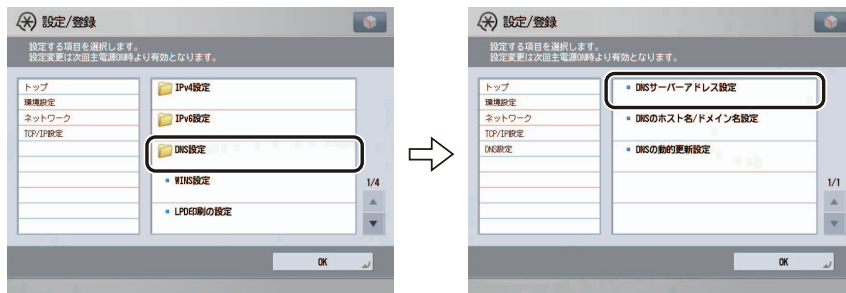 設定/登録
設定する項目を選択します。
設定変更は次回主電源ON時より有効となります。
トップ
環境設定
ネットワーク
TCP/IP設定
IPv4設定
IPv6設定
DNS設定
WINS設定
LPD印刷の設定
1/4
OK
設定/登録
設定する項目を選択します。
設定変更は次回主電源ON時より有効となります。
トップ
環境設定
ネットワーク
TCP/IP設定
DNS設定
DNSサーバーアドレス設定
DNSのホスト名/ドメイン名設定
DNSの動的更新設定
1/1
OK